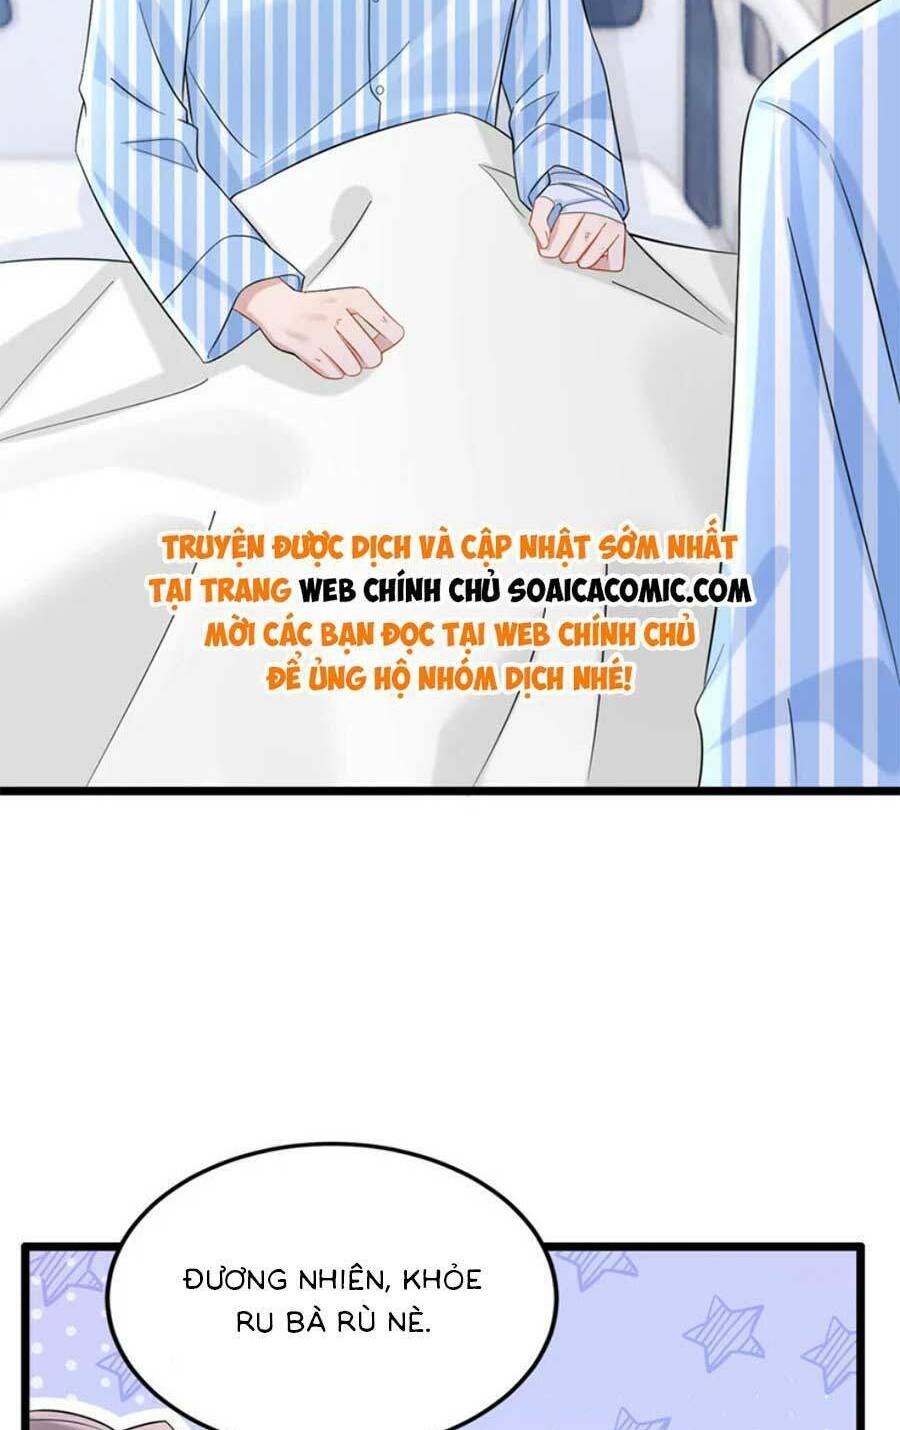 TRUYỆN ĐƯỢC DỊCH VÀ CẬP NHẬT SỚM NHẤT
TẠI TRANG WEB CHÍNH CHỦ SOAICACOMIC.COM
MỜI CÁC BẠN ĐỌC TẠI WEB CHÍNH CHỦ
ĐỂ ỦNG HỘ NHÓM DỊCH NHÉ!
ĐƯƠNG NHIÊN, KHỎE
RU BÀ RÙ NÈ.